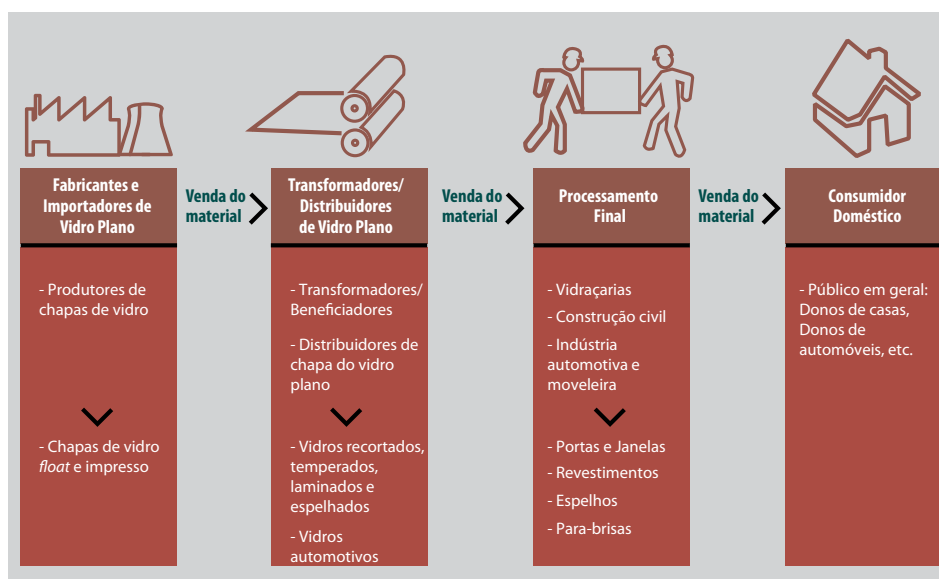 Fabricantes e
Importadores de
Vidro Plano
- Produtores de
chapas de vidro
- Chapas de vidro
float e impresso
Venda do
material
Transformadores/
Distribuidores
de Vidro Plano
- Transformadores/
Beneficiadores
- Distribuidores de
chapa do vidro
plano
- Vidros recortados,
temperados,
laminados e
espelhados
- Vidros
automotivos
Venda do
material
Processamento
Final
- Vidraçarias
- Construção civil
- Indústria
automotiva e
moveleira
- Portas e Janelas
- Revestimentos
- Espelhos
- Para-brisas
Venda do
material
Consumidor
Doméstico
- Público em geral:
Donos de casas,
Donos de
automóveis, etc.